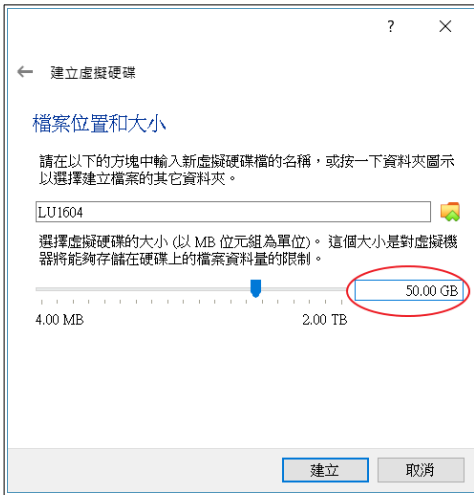 ?
建立虛擬硬碟
檔案位置和大小
請在以下的方塊中輸入新虛擬硬碟檔的名稱，或按一下資料夾圖示
以選擇建立檔案的其它資料夾。
LU1604
選擇虛擬硬碟的大小 (以 MB 位元組為單位)。 這個大小是對虛擬機
器將能夠存儲在硬碟上的檔案資料量的限制。
50.00 GB
4.00 MB 2.00 TB
建立 取消